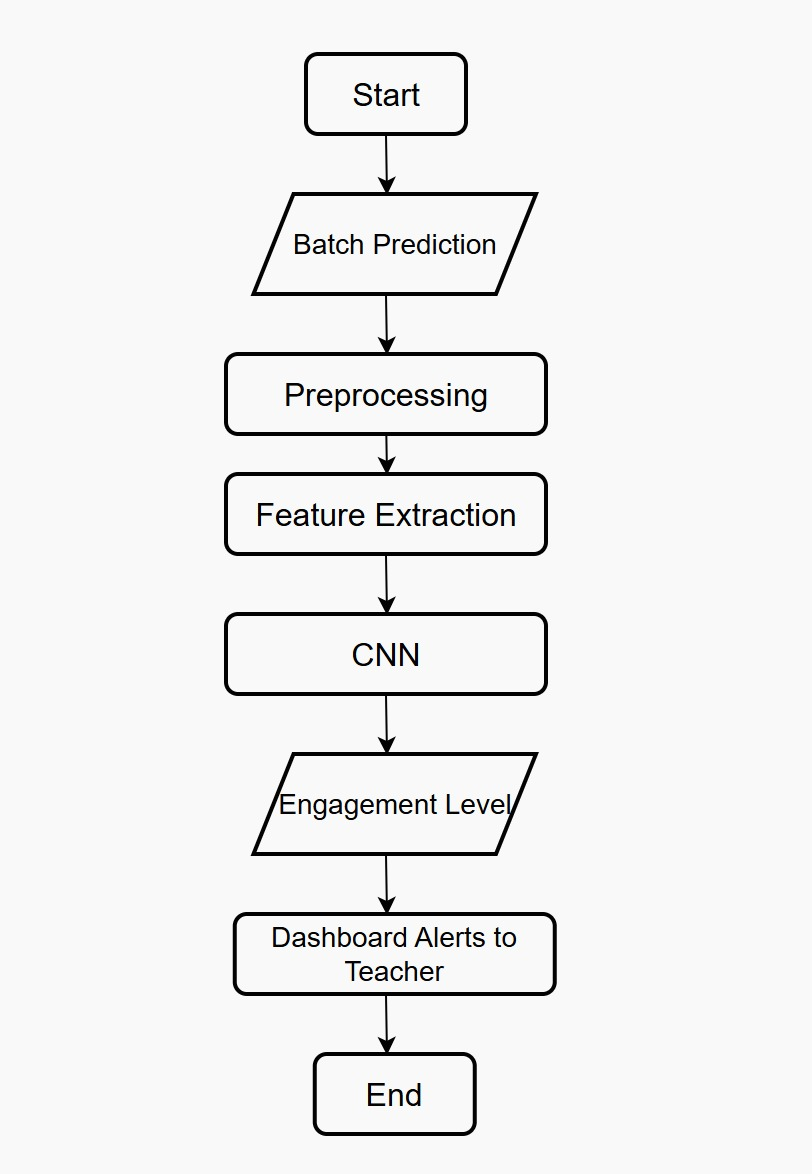 Start
Batch Prediction
Preprocessing
Feature Extraction
CNN
Engagement Level
Dashboard Alerts to
Teacher
End